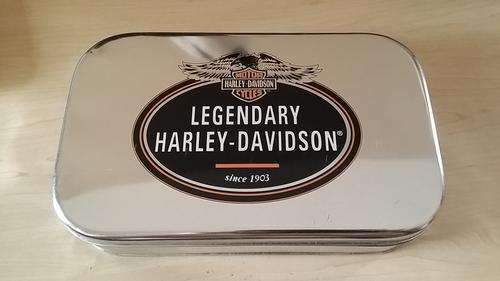 MOTOR
HARLEY-DAVIDSON
CYCLES
LEGENDARY
HARLEY-DAVIDSON®
since 1903